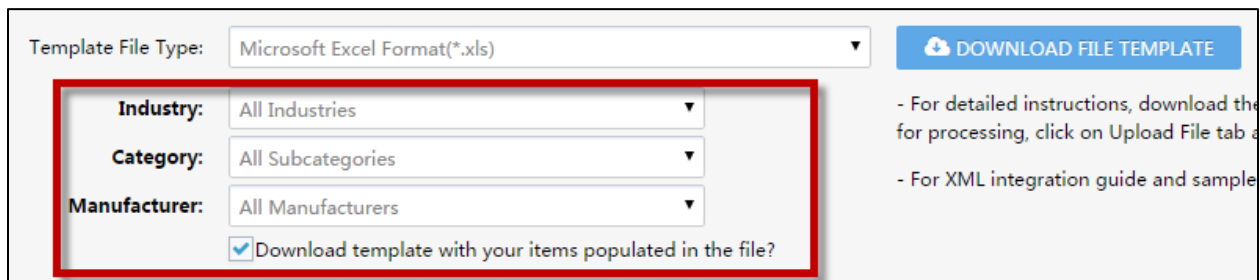 Template File Type: Microsoft Excel Format(*.xls)
DOWNLOAD FILE TEMPLATE
Industry: All Industries
- For detailed instructions, download the
for processing, click on Upload File tab
Category: All Subcategories
- For XML integration guide and sample
Manufacturer: All Manufacturers
Download template with your items populated in the file?